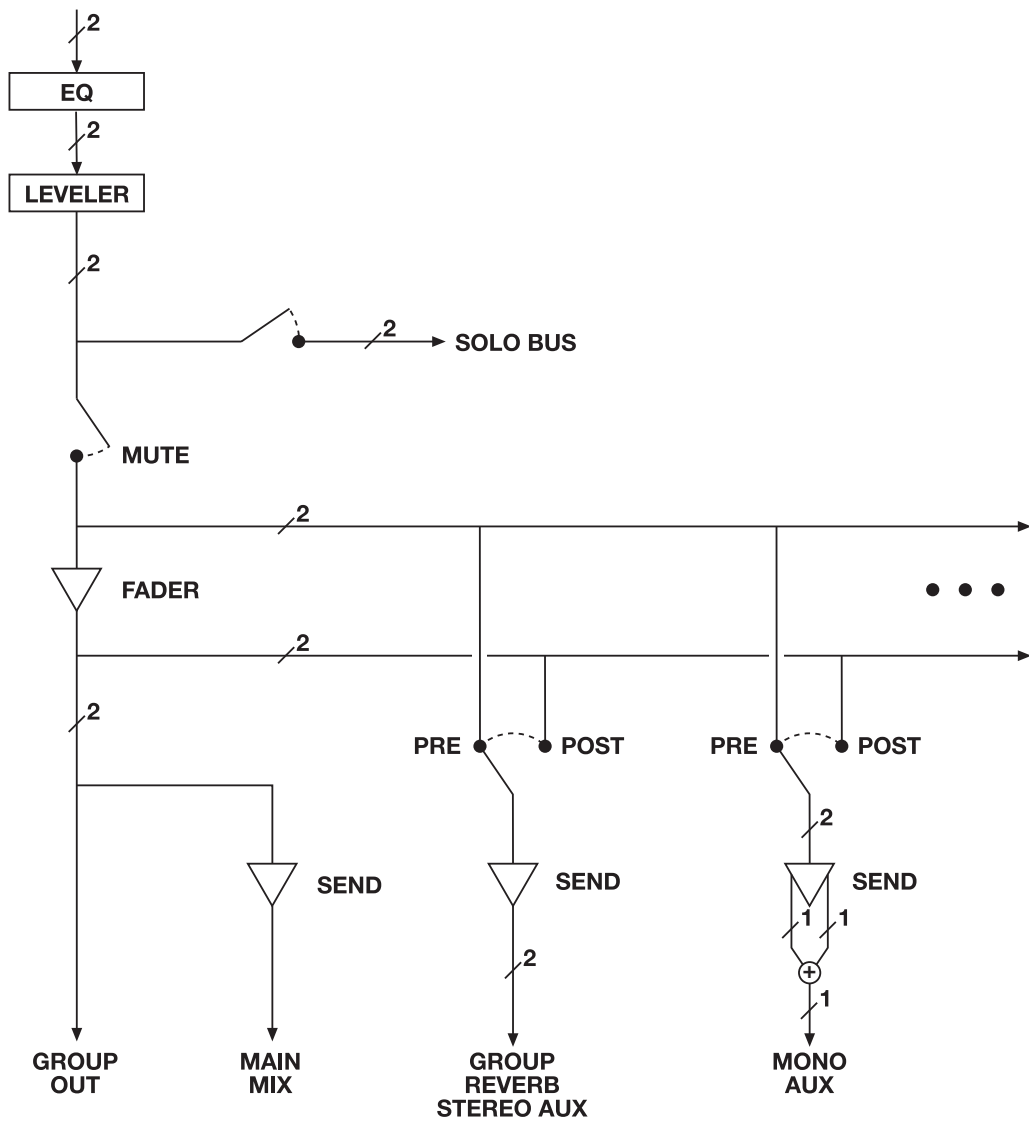 2
EQ
2
LEVELER
2
2
SOLO BUS
MUTE
2
FADER
2
2
PRE
POST
PRE
POST
2
SEND
SEND
SEND
1
1
2
1
GROUP
OUT
MAIN
MIX
GROUP
REVERB
STEREO AUX
MONO
AUX